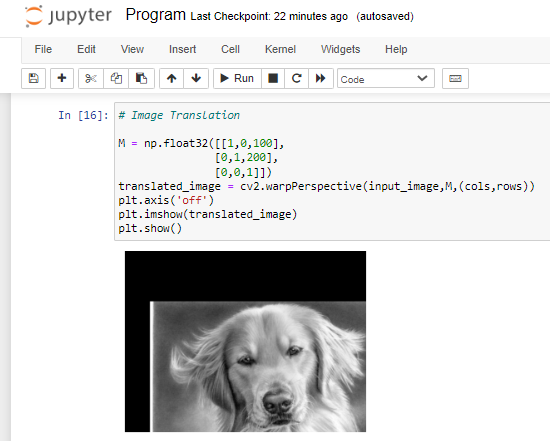 jupyter Program Last Checkpoint: 22 minutes ago (autosaved)
File Edit View Insert Cell Kernel Widgets Help
Run Code
In [16]: # Image Translation
M = np.float32([[1,0,100],
[0,1,200],
[0,0,1]])
translated_image = cv2.warpPerspective(input_image,M,(cols,rows))
plt.axis('off')
plt.imshow(translated_image)
plt.show()